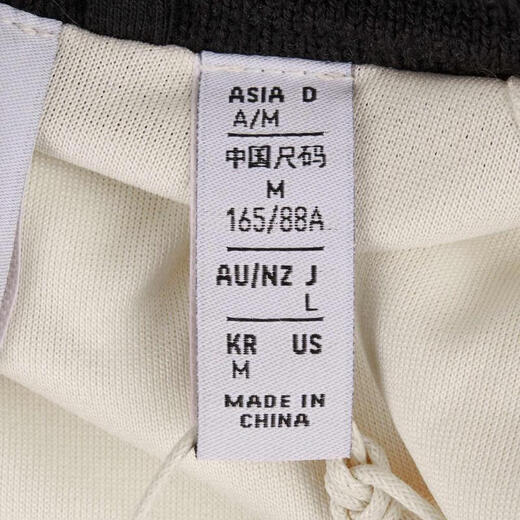 ASIA D
A/M
中国尺码
M
165/88A
AU/NZ J
L
KR US
M
MADE IN
CHINA